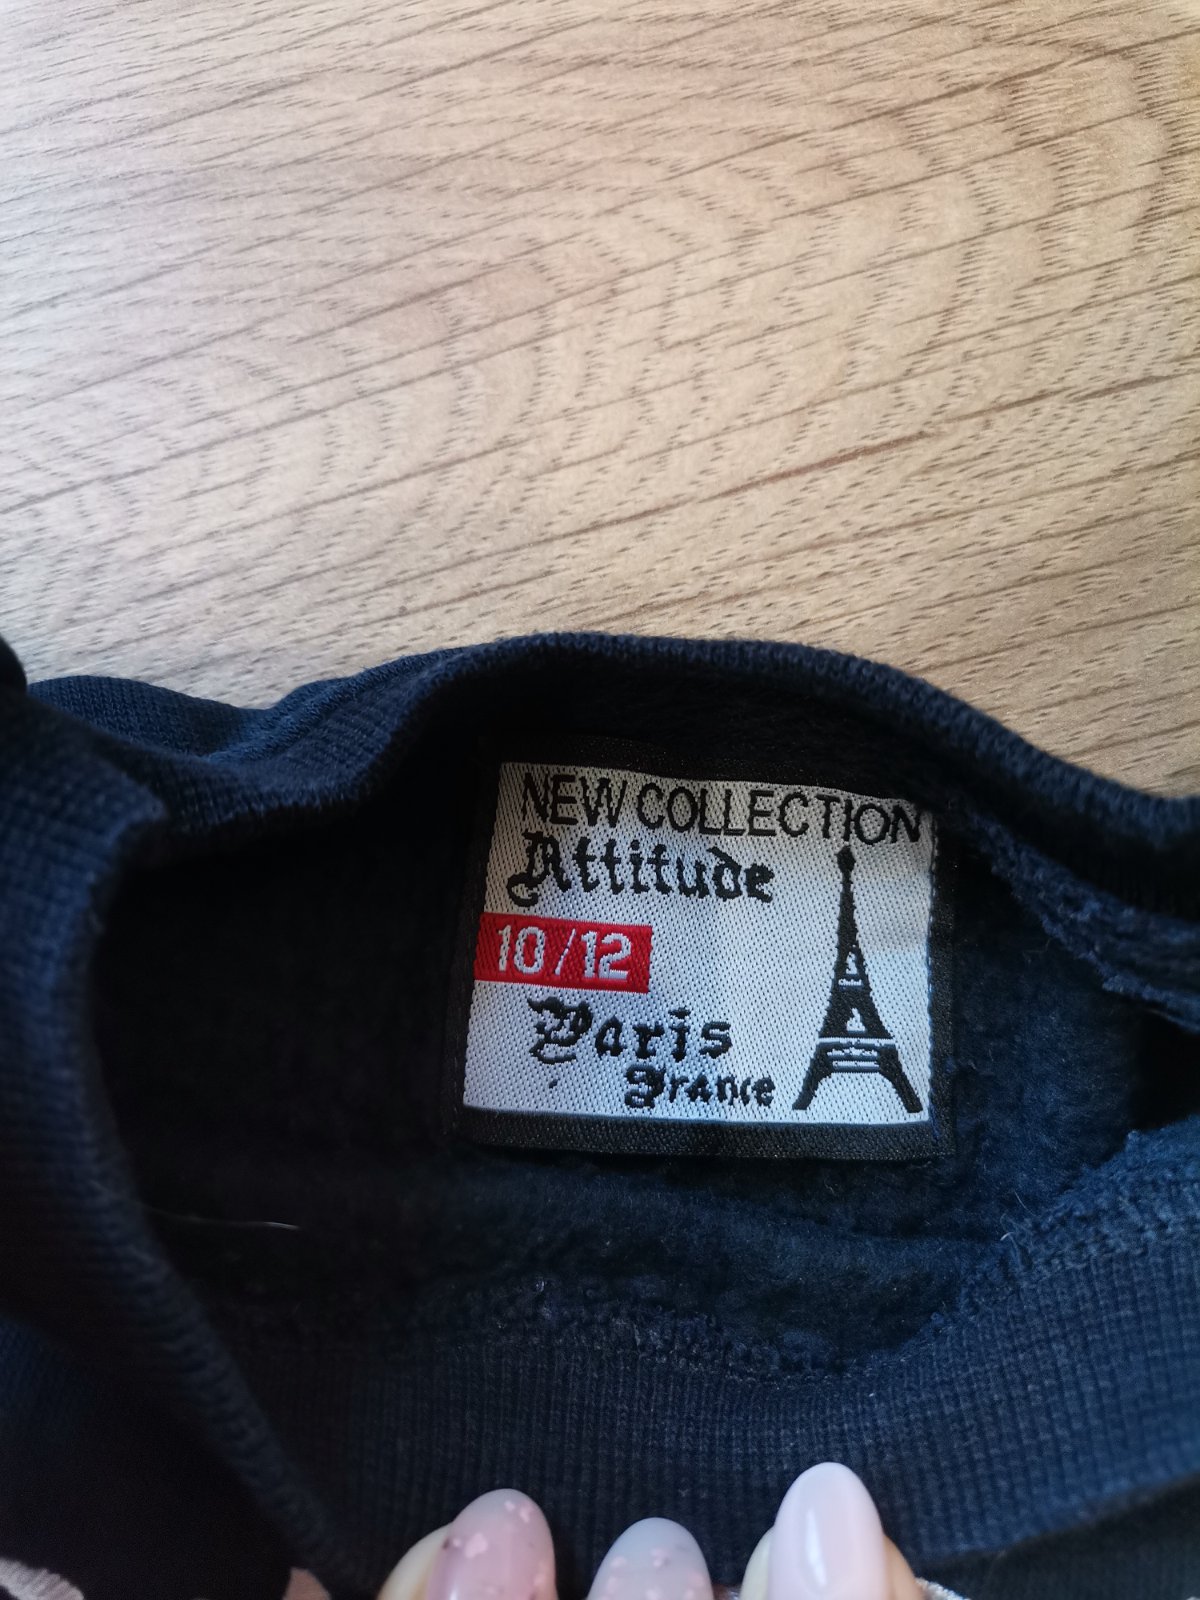 NEW COLLECTION
Attitude
10/12
Paris
France